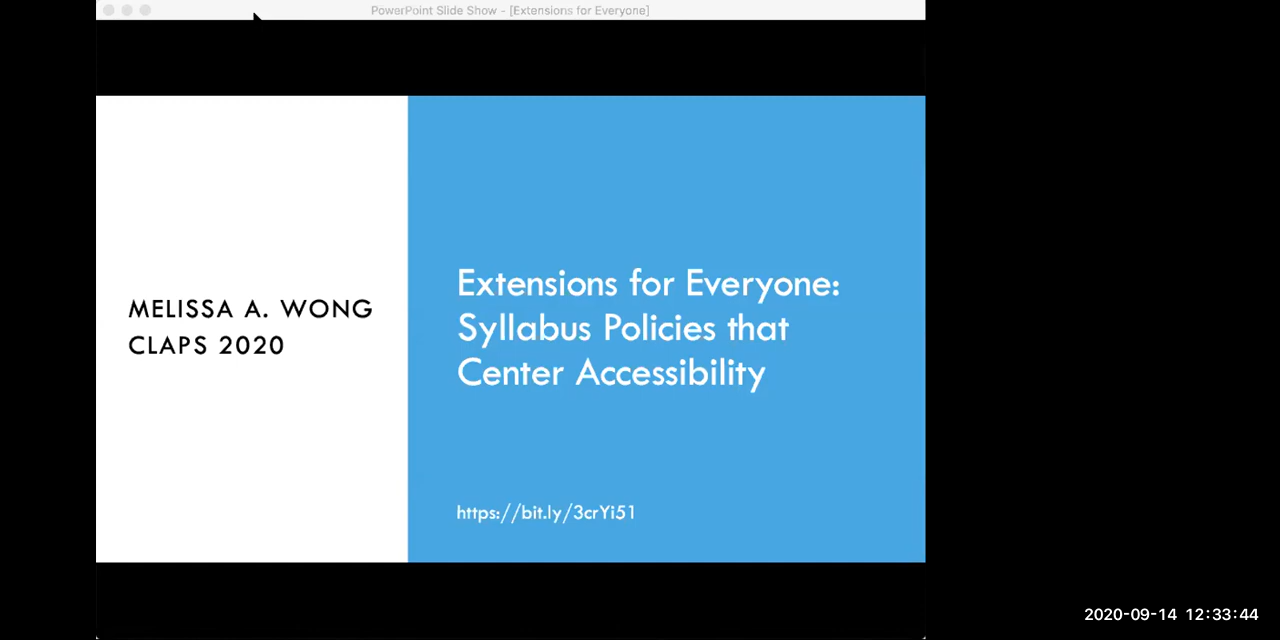 PowerPoint Slide Show - [Extensions for Everyone]
MELISSA A. WONG
CLAPS 2020
Extensions for Everyone:
Syllabus Policies that
Center Accessibility
https://bit.ly/3crYi51
2020-09-14 12:33:44